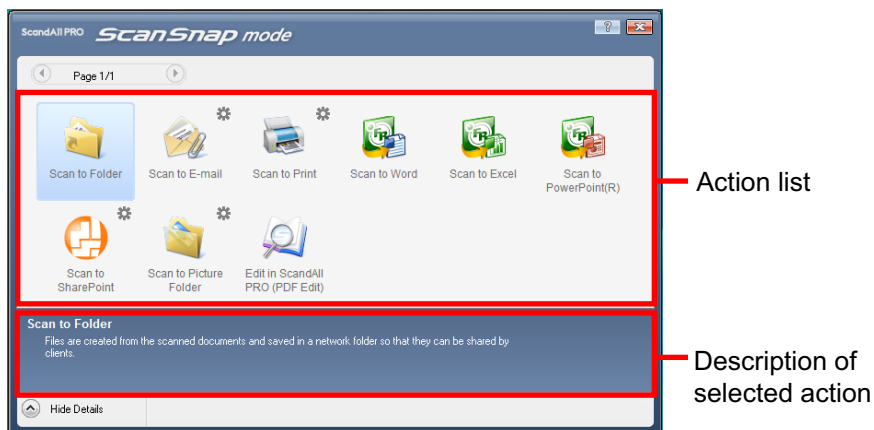 ScandAll PRO ScanSnap mode
?
Page 1/1
Scan to Folder
Scan to E-mail
Scan to Print
Scan to Word
Scan to Excel
Scan to
PowerPoint(R)
Action list
Scan to
SharePoint
Scan to Picture
Folder
Edit in ScandAll
PRO (PDF Edit)
Scan to Folder
Files are created from the scanned documents and saved in a network folder so that they can be shared by
clients.
Description of
selected action
Hide Details